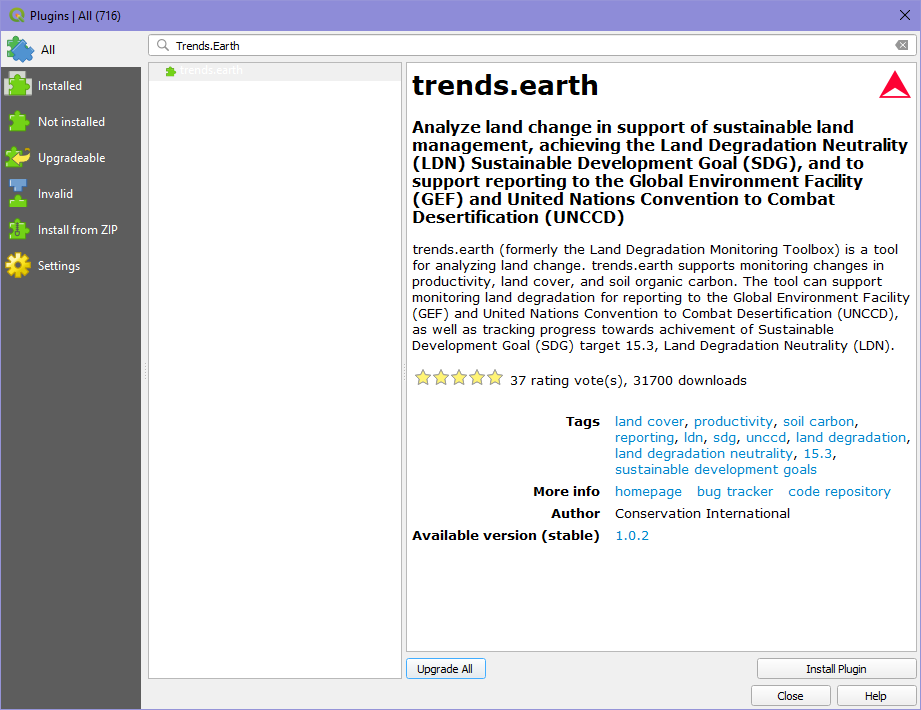 Plugins | All (716)
All
Trends.Earth
Installed
Not installed
Upgradeable
Invalid
Install from ZIP
Settings
trends.earth
trends.earth
Analyze land change in support of sustainable land
management, achieving the Land Degradation Neutrality
(LDN) Sustainable Development Goal (SDG), and to
support reporting to the Global Environment Facility
(GEF) and United Nations Convention to Combat
Desertification (UNCCD)
trends.earth (formerly the Land Degradation Monitoring Toolbox) is a tool
for analyzing land change. trends.earth supports monitoring changes in
productivity, land cover, and soil organic carbon. The tool can support
monitoring land degradation for reporting to the Global Environment Facility
(GEF) and United Nations Convention to Combat Desertification (UNCCD),
as well as tracking progress towards achivement of Sustainable
Development Goal (SDG) target 15.3, Land Degradation Neutrality (LDN).
37 rating vote(s), 31700 downloads
Tags land cover, productivity, soil carbon,
reporting, ldn, sdg, unccd, land degradation,
land degradation neutrality, 15.3,
sustainable development goals
More info homepage bug tracker code repository
Author Conservation International
Available version (stable) 1.0.2
Upgrade All Install Plugin
Close Help